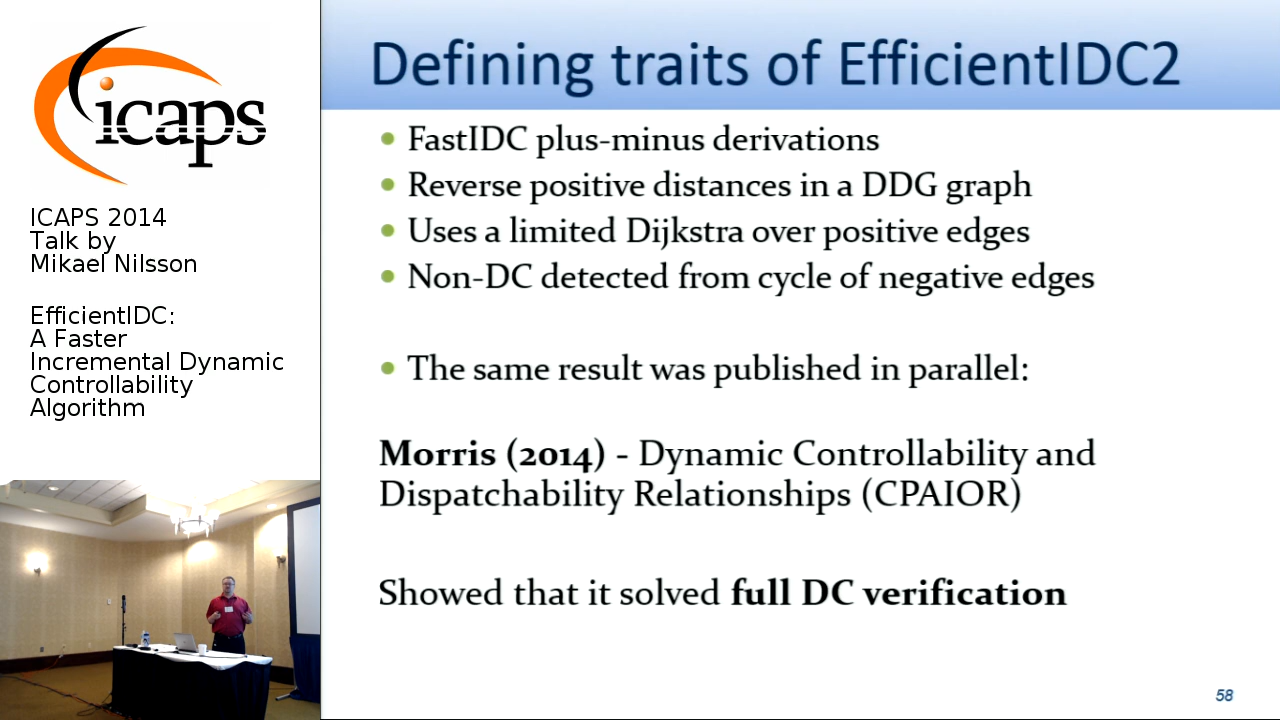 icaps
ICAPS 2014
Talk by
Mikael Nilsson
EfficientIDC:
A Faster
Incremental Dynamic
Controllability
Algorithm
Defining traits of EfficientIDC2
• FastIDC plus-minus derivations
• Reverse positive distances in a DDG graph
• Uses a limited Dijkstra over positive edges
• Non-DC detected from cycle of negative edges
• The same result was published in parallel:
Morris (2014) - Dynamic Controllability and
Dispatchability Relationships (CPAIOR)
Showed that it solved full DC verification
58